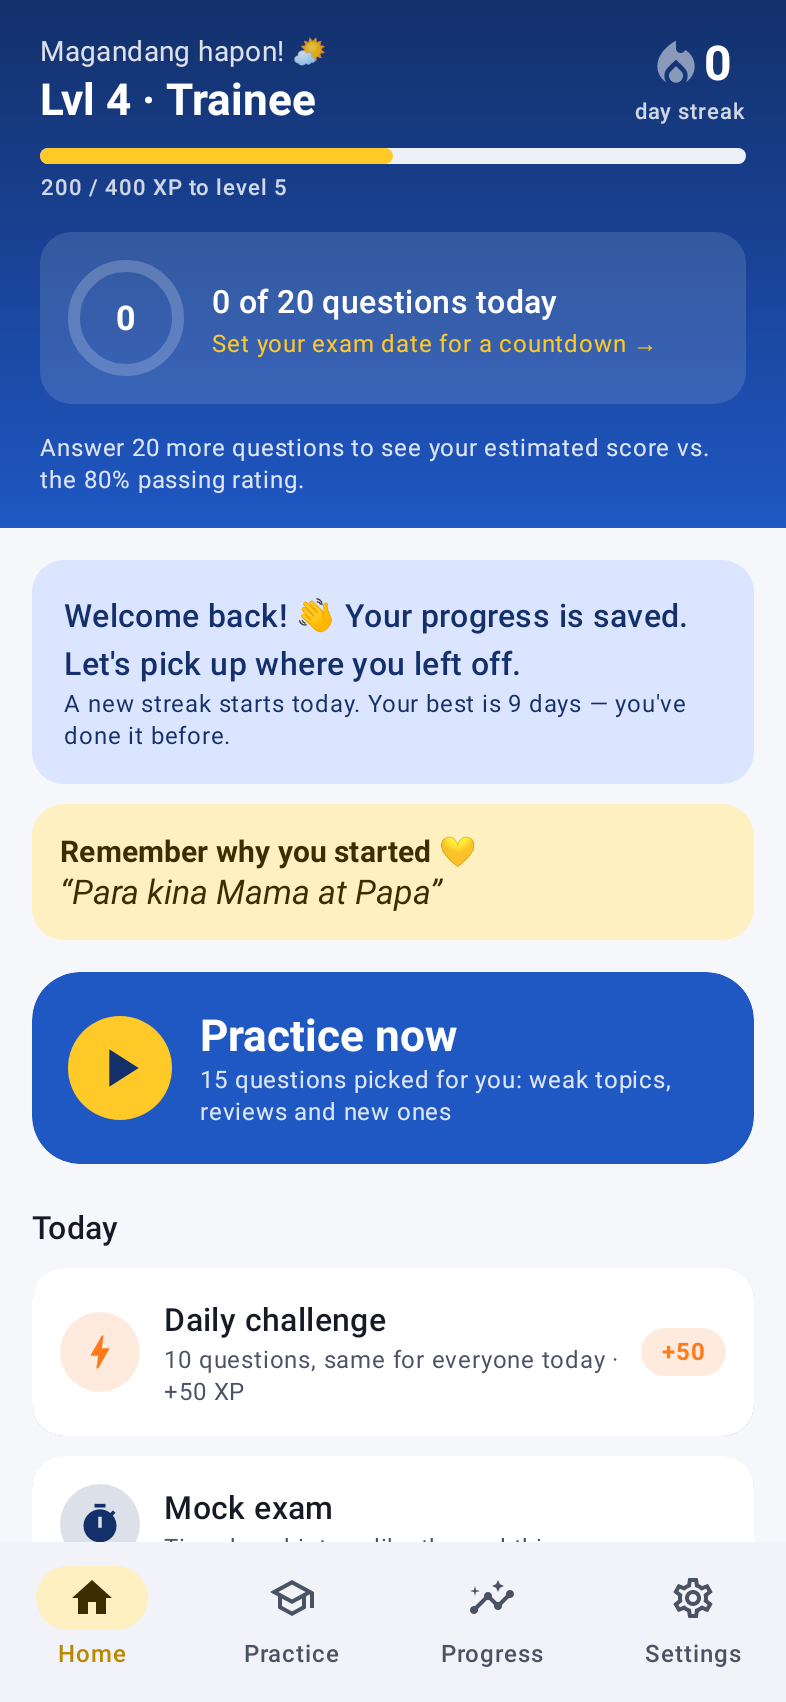 Magandang hapon! 🌤️
0
Lvl 4 · Trainee
day streak
200 / 400 XP to level 5
0
0 of 20 questions today
Set your exam date for a countdown →
Answer 20 more questions to see your estimated score vs.
the 80% passing rating.
Welcome back! 👋 Your progress is saved.
Let's pick up where you left off.
A new streak starts today. Your best is 9 days — you've
done it before.
Remember why you started 💛
“Para kina Mama at Papa”
Practice now
15 questions picked for you: weak topics,
reviews and new ones
Today
Daily challenge
10 questions, same for everyone today ·
+50 XP
+50
Mock exam
Home
Practice
Progress
Settings